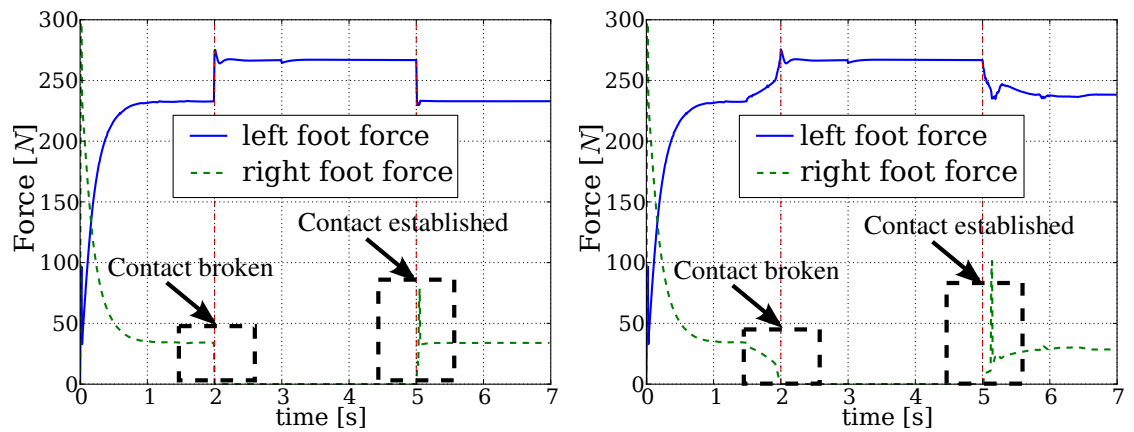 300
250
200
150
100
50
0
Force [N]
left foot force
right foot force
Contact established
Contact broken
0 1 2 3 4 5 6 7
time [s]
300
250
200
150
100
50
0
Force [N]
left foot force
right foot force
Contact established
Contact broken
0 1 2 3 4 5 6 7
time [s]